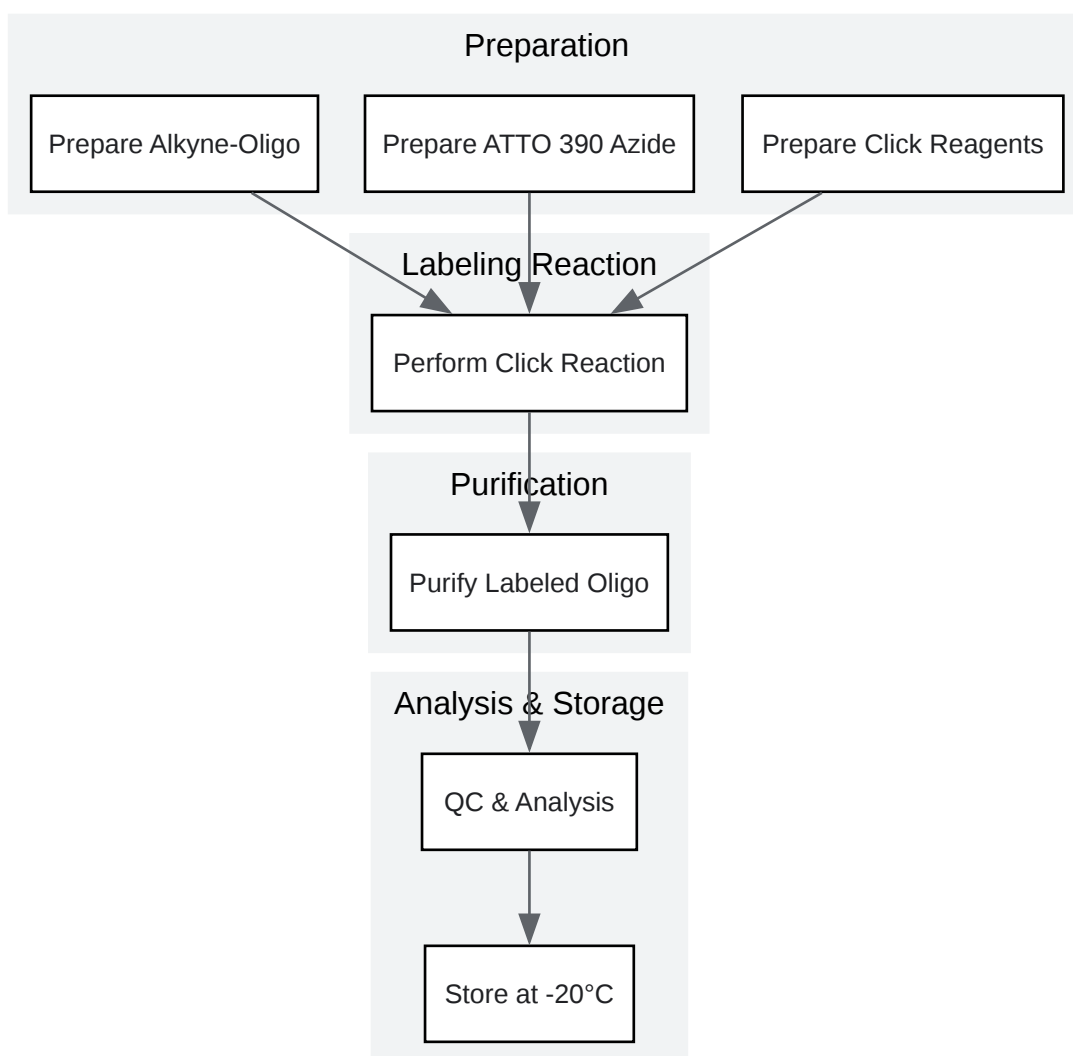 Preparation
Prepare Alkyne-Oligo
Prepare ATTO 390 Azide
Prepare Click Reagents
Labeling Reaction
Perform Click Reaction
Purification
Purify Labeled Oligo
Analysis & Storage
QC & Analysis
Store at -20°C